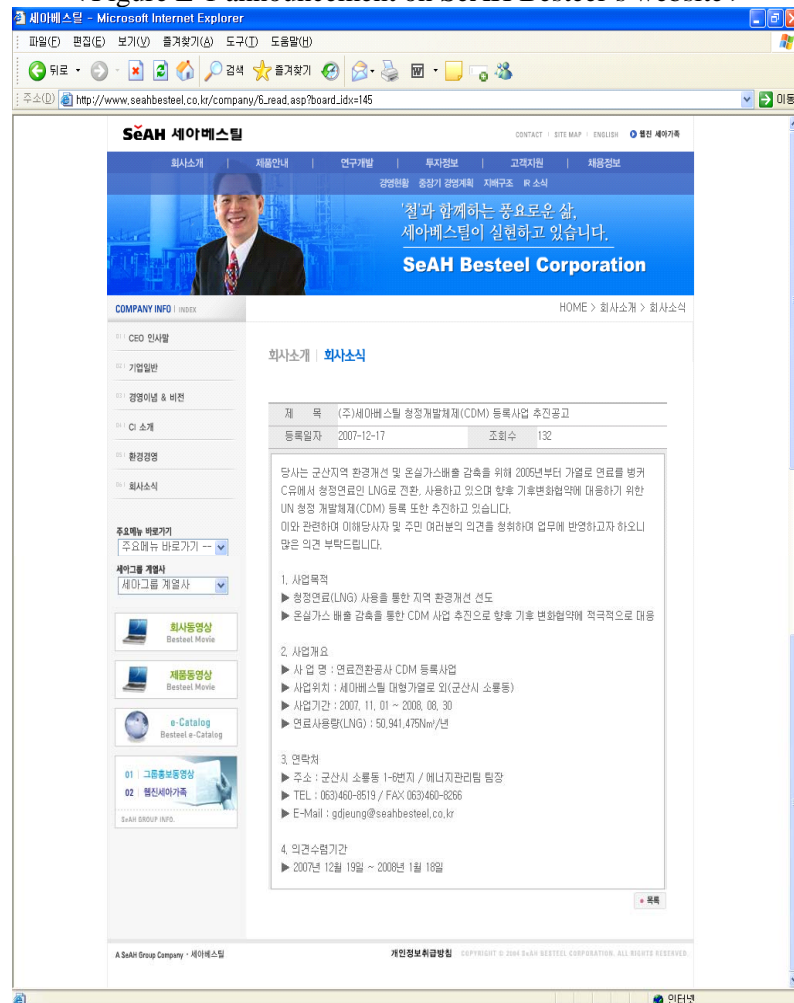 <Figure E-1 announcement on SeAH Besteel's website>
세아베스틸 - Microsoft Internet Explorer
파일(F) 편집(E) 보기(V) 즐겨찾기(A) 도구(T) 도움말(H)
뒤로 검색 즐겨찾기
주소(D) http://www.seahbesteel.co.kr/company/6_read.asp?board_idx=145 이동
SeAH 세아베스틸
CONTACT SITE MAP ENGLISH 웹진 세아가족
회사소개 | 제품안내 | 연구개발 | 투자정보 | 고객지원 | 채용정보
경영현황 중장기 경영계획 지배구조 IR 소식
'철'과 함께하는 풍요로운 삶,
세아베스틸이 실현하고 있습니다.
SeAH Besteel Corporation
COMPANY INFO | INDEX
HOME > 회사소개 > 회사소식
01 CEO 인사말
02 기업일반
03 경영이념 & 비전
04 CI 소개
05 환경경영
06 회사소식
주요메뉴 바로가기
주요메뉴 바로가기 --
세아그룹 계열사
세아그룹 계열사
회사동영상
Besteel Movie
제품동영상
Besteel Movie
e-Catalog
Besteel e-Catalog
01 그룹홍보동영상
02 웹진세아가족
SeAH GROUP INFO.
회사소개 | 회사소식
제 목 (주)세아베스틸 청정개발체제(CDM) 등록사업 추진공고
등록일자 2007-12-17 조회수 132
당사는 군산지역 환경개선 및 온실가스배출 감축을 위해 2005년부터 가열로 연료를 벙커
C유에서 청정연료인 LNG로 전환, 사용하고 있으며 향후 기후변화협약에 대응하기 위한
UN 청정 개발체제(CDM) 등록 또한 추진하고 있습니다.
이와 관련하여 이해당사자 및 주민 여러분의 의견을 청취하여 업무에 반영하고자 하오니
많은 의견 부탁드립니다.
1. 사업목적
▶ 청정연료(LNG) 사용을 통한 지역 환경개선 선도
▶ 온실가스 배출 감축을 통한 CDM 사업 추진으로 향후 기후 변화협약에 적극적으로 대응
2. 사업개요
▶ 사 업 명 : 연료전환공사 CDM 등록사업
▶ 사업위치 : 세아베스틸 대형가열로 외(군산시 소룡동)
▶ 사업기간 : 2007. 11. 01 ~ 2008. 08. 30
▶ 연료사용량(LNG) : 50,941,475N㎥/년
3. 연락처
▶ 주소 : 군산시 소룡동 1-6번지 / 에너지관리팀 팀장
▶ TEL : 063)460-8519 / FAX 063)460-8266
▶ E-Mail : gdjeung@seahbesteel.co.kr
4. 의견수렴기간
▶ 2007년 12월 19일 ~ 2008년 1월 18일
목록
A SeAH Group Company · 세아베스틸
개인정보취급방침 COPYRIGHT © 2004 SeAH BESTEEL CORPORATION. ALL RIGHTS RESERVED.
인터넷